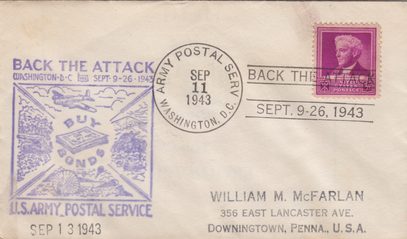 BACK THE ATTACK
WASHINGTON-D-C SEPT-9-26-1943
BUY
BONDS
U.S. ARMY POSTAL SERVICE
SEP 13 1943
ARMY POSTAL SERV
SEP
11
1943
WASHINGTON, D.C.
BACK THE ATTACK
SEPT. 9-26, 1943
WILLIAM M. McFARLAN
356 EAST LANCASTER AVE.
DOWNINGTOWN, PENNA., U. S. A.